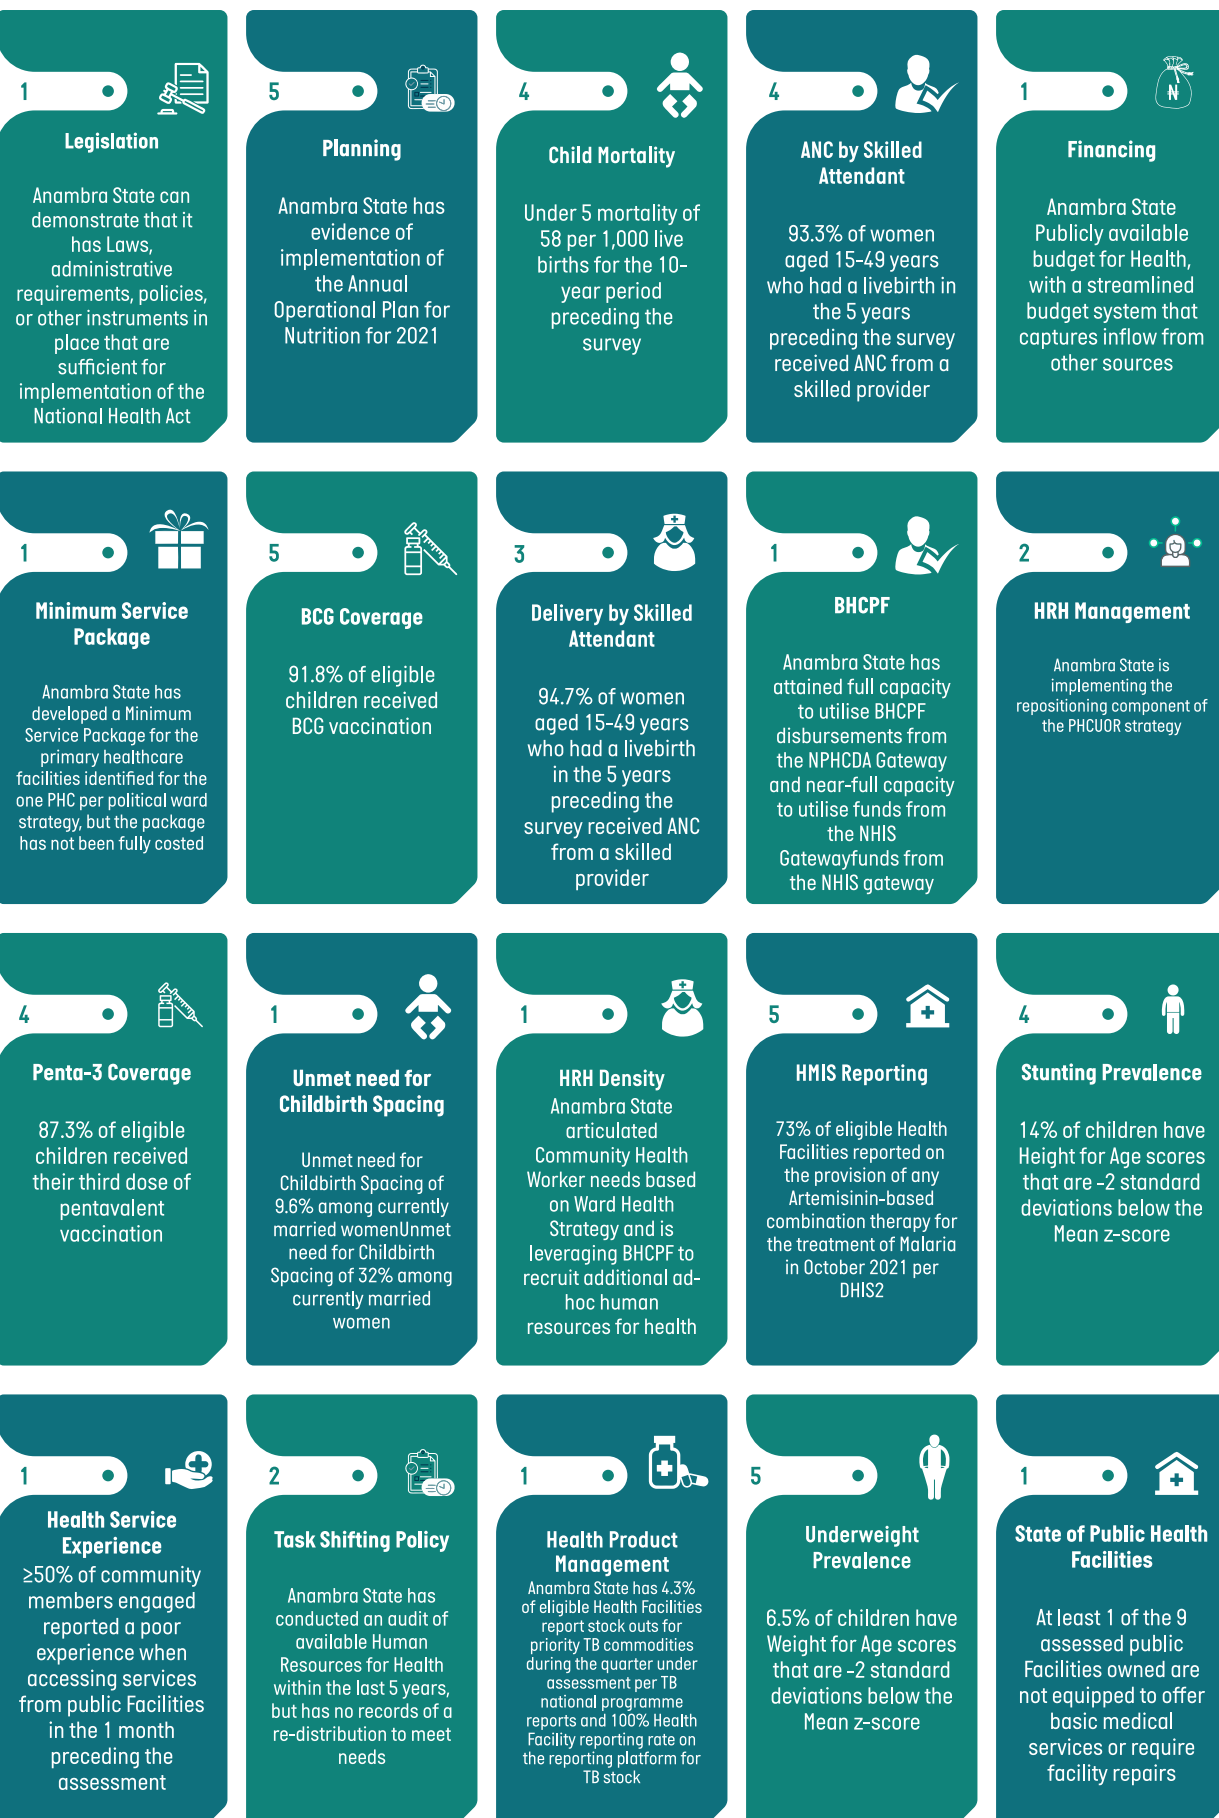 1
Legislation
Anambra State can
demonstrate that it
has Laws,
administrative
requirements, policies,
or other instruments in
place that are
sufficient for
implementation of the
National Health Act
5
Planning
Anambra State has
evidence of
implementation of
the Annual
Operational Plan for
Nutrition for 2021
4
Child Mortality
Under 5 mortality of
58 per 1,000 live
births for the 10-
year period
preceding the
survey
4
ANC by Skilled
Attendant
93.3% of women
aged 15-49 years
who had a livebirth in
the 5 years
preceding the survey
received ANC from a
skilled provider
1
₦
Financing
Anambra State
Publicly available
budget for Health,
with a streamlined
budget system that
captures inflow from
other sources
1
Minimum Service
Package
Anambra State has
developed a Minimum
Service Package for the
primary healthcare
facilities identified for the
one PHC per political ward
strategy, but the package
has not been fully costed
5
BCG Coverage
91.8% of eligible
children received
BCG vaccination
3
Delivery by Skilled
Attendant
94.7% of women
aged 15-49 years
who had a livebirth
in the 5 years
preceding the
survey received ANC
from a skilled
provider
1
BHCPF
Anambra State has
attained full capacity
to utilise BHCPF
disbursements from
the NPHCDA Gateway
and near-full capacity
to utilise funds from
the NHIS
Gatewayfunds from
the NHIS gateway
2
HRH Management
Anambra State is
implementing the
repositioning component of
the PHCUOR strategy
4
Penta-3 Coverage
87.3% of eligible
children received
their third dose of
pentavalent
vaccination
1
Unmet need for
Childbirth Spacing
Unmet need for
Childbirth Spacing of
9.6% among currently
married womenUnmet
need for Childbirth
Spacing of 32% among
currently married
women
1
HRH Density
Anambra State
articulated
Community Health
Worker needs based
on Ward Health
Strategy and is
leveraging BHCPF to
recruit additional ad-
hoc human
resources for health
5
HMIS Reporting
73% of eligible Health
Facilities reported on
the provision of any
Artemisinin-based
combination therapy for
the treatment of Malaria
in October 2021 per
DHIS2
4
Stunting Prevalence
14% of children have
Height for Age scores
that are -2 standard
deviations below the
Mean z-score
1
Health Service
Experience
≥50% of community
members engaged
reported a poor
experience when
accessing services
from public Facilities
in the 1 month
preceding the
assessment
2
Task Shifting Policy
Anambra State has
conducted an audit of
available Human
Resources for Health
within the last 5 years,
but has no records of a
re-distribution to meet
needs
1
Health Product
Management
Anambra State has 4.3%
of eligible Health Facilities
report stock outs for
priority TB commodities
during the quarter under
assessment per TB
national programme
reports and 100% Health
Facility reporting rate on
the reporting platform for
TB stock
5
Underweight
Prevalence
6.5% of children have
Weight for Age scores
that are -2 standard
deviations below the
Mean z-score
1
State of Public Health
Facilities
At least 1 of the 9
assessed public
Facilities owned are
not equipped to offer
basic medical
services or require
facility repairs